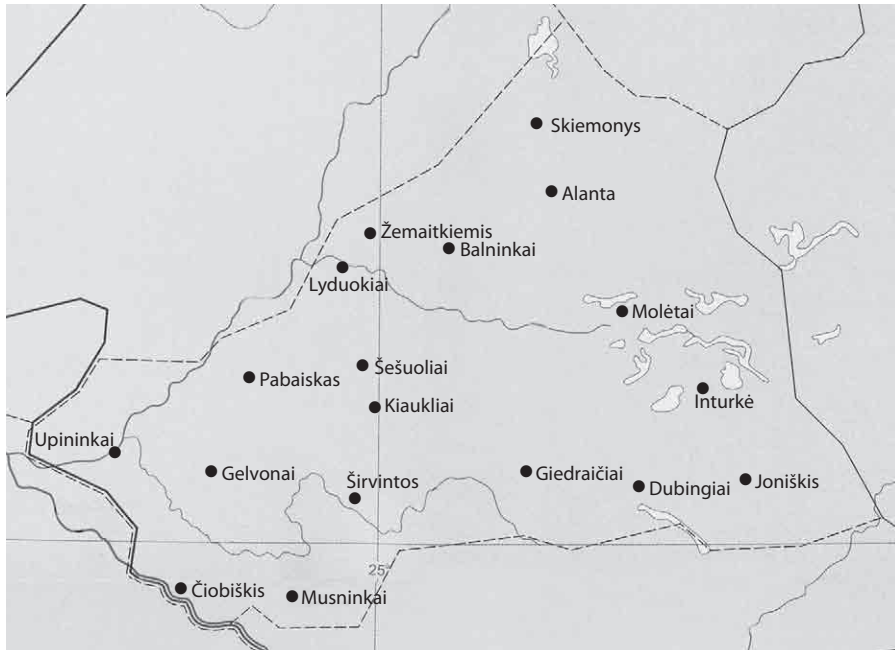 Skiemonys
Alanta
Žemaitkiemis
Balninkai
Lyduokiai
Molėtai
Šešuoliai
Pabaiskas
Inturkė
Kiaukliai
Upininkai
Gelvonai
Širvintos
Giedraičiai
Dubingiai
Joniškis
25
Čiobiškis
Musninkai